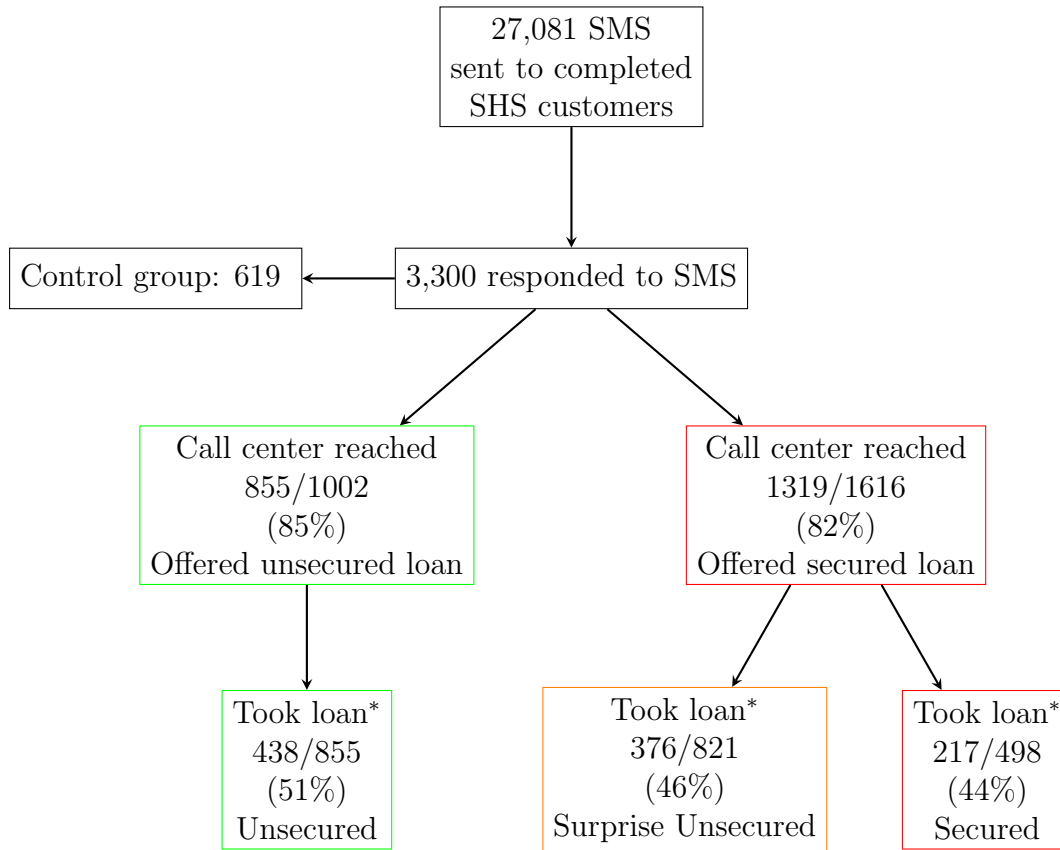 27,081 SMS
sent to completed
SHS customers
Control group: 619
3,300 responded to SMS
Call center reached
855/1002
(85%)
Offered unsecured loan
Call center reached
1319/1616
(82%)
Offered secured loan
Took loan*
438/855
(51%)
Unsecured
Took loan*
376/821
(46%)
Surprise Unsecured
Took loan*
217/498
(44%)
Secured